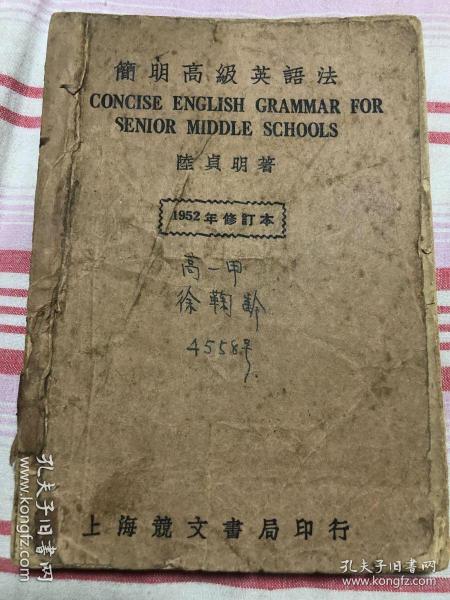 簡明高級英語法
CONCISE ENGLISH GRAMMAR FOR
SENIOR MIDDLE SCHOOLS
陸貞明著
1952年修訂本
高一甲
徐鞠齡
4558号
上海競文書局印行
孔夫子旧书网
孔夫子旧书网
www.kongfz.com